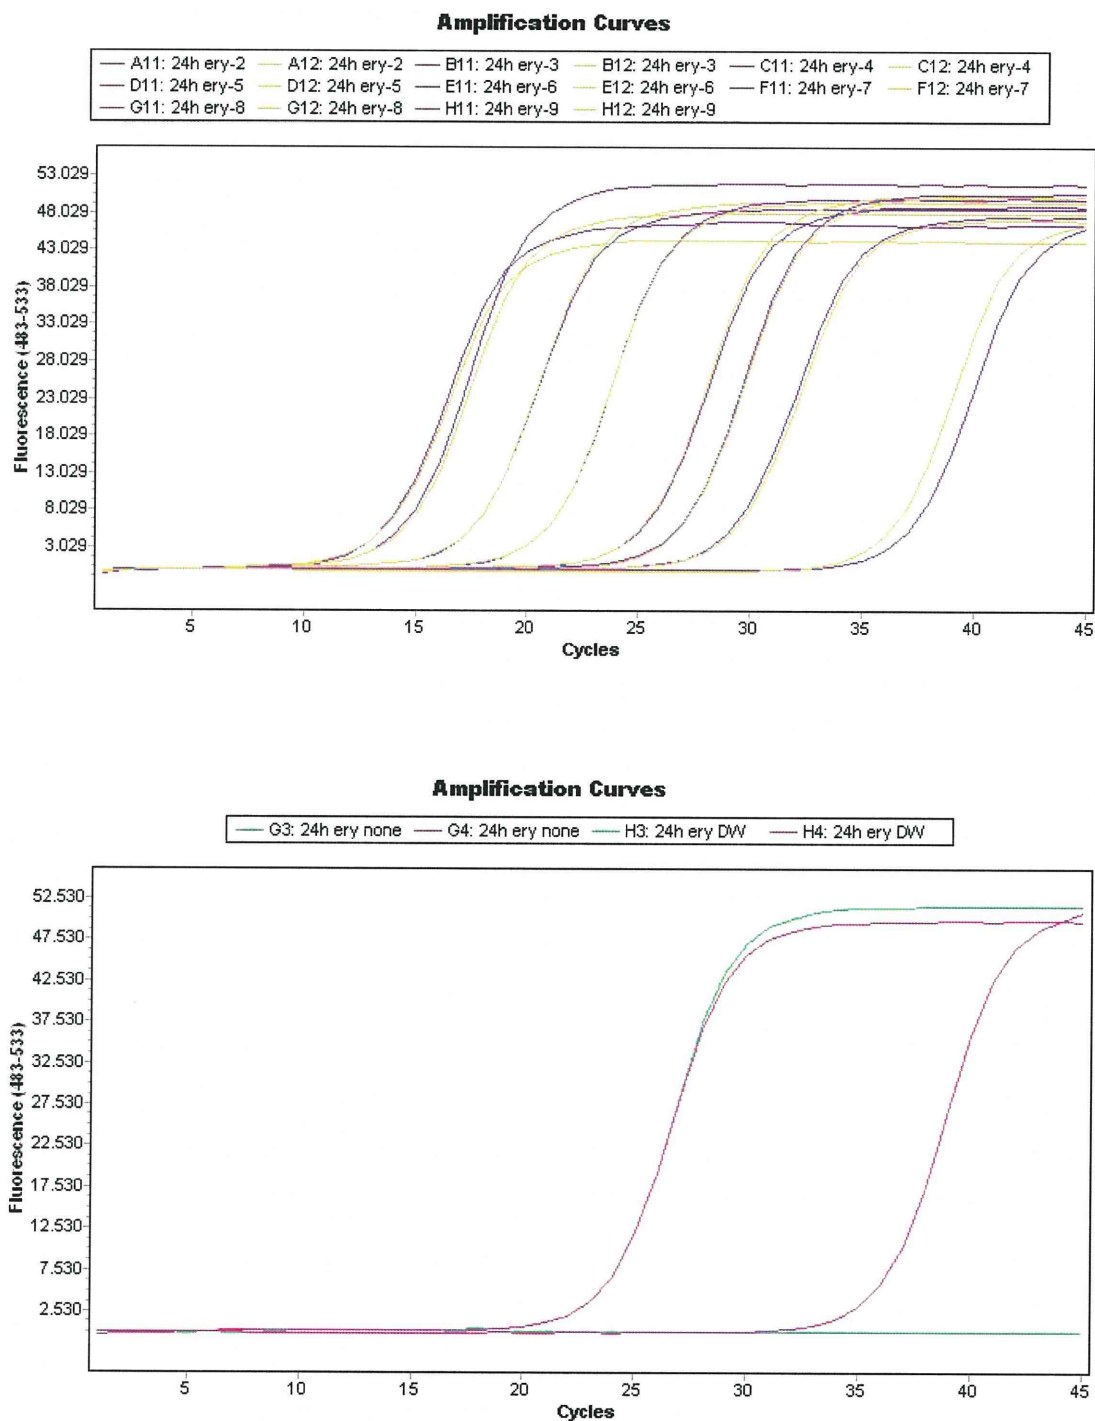 Amplification Curves
A11: 24h ery-2 A12: 24h ery-2 B11: 24h ery-3 B12: 24h ery-3 C11: 24h ery-4 C12: 24h ery-4
D11: 24h ery-5 D12: 24h ery-5 E11: 24h ery-6 E12: 24h ery-6 F11: 24h ery-7 F12: 24h ery-7
G11: 24h ery-8 G12: 24h ery-8 H11: 24h ery-9 H12: 24h ery-9
Fluorescence (483-533)
53.029
48.029
43.029
38.029
33.029
28.029
23.029
18.029
13.029
8.029
3.029
5 10 15 20 25 30 35 40 45
Cycles
Amplification Curves
G3: 24h ery none G4: 24h ery none H3: 24h ery DW H4: 24h ery DW
Fluorescence (483-533)
52.530
47.530
42.530
37.530
32.530
27.530
22.530
17.530
12.530
7.530
2.530
5 10 15 20 25 30 35 40 45
Cycles